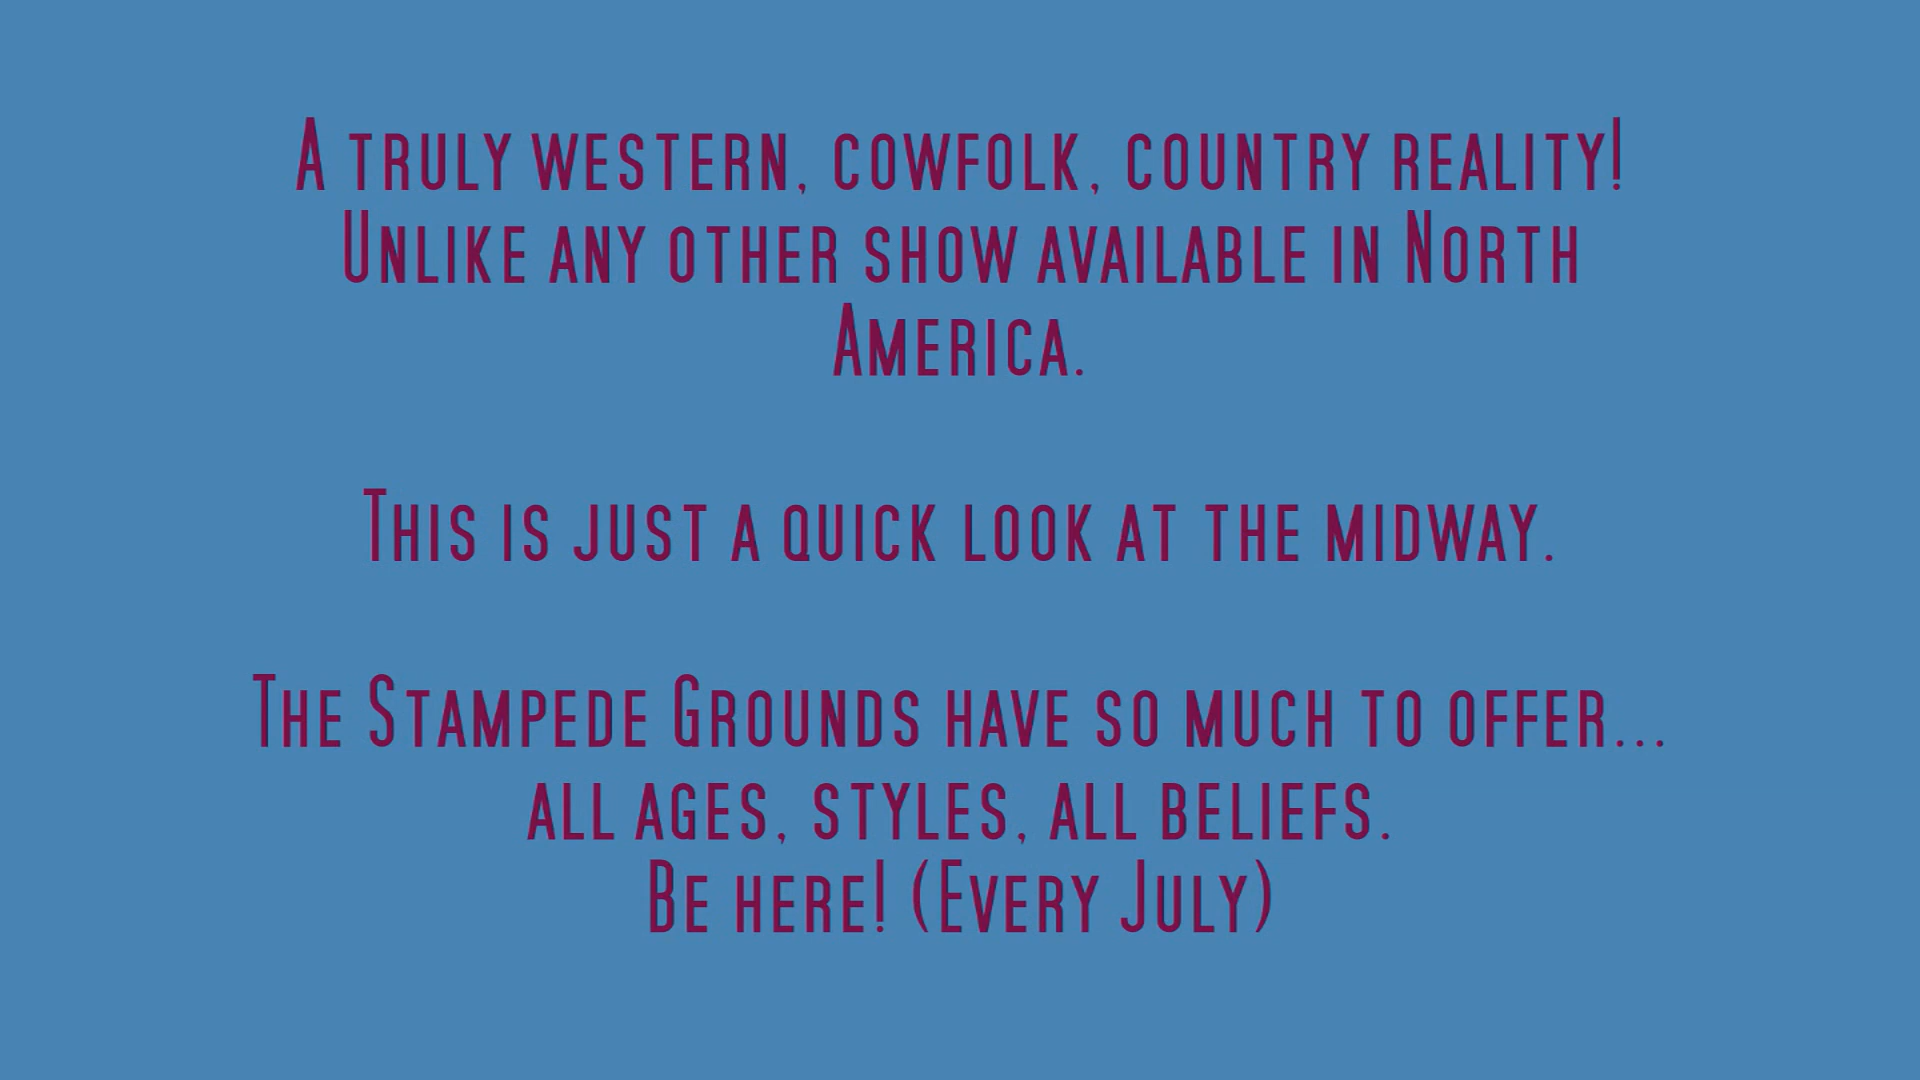 A truly western, cowfolk, country reality!
Unlike any other show available in North
America.
This is just a quick look at the midway.
The Stampede Grounds have so much to offer...
all ages, styles, all beliefs.
Be here! (Every July)